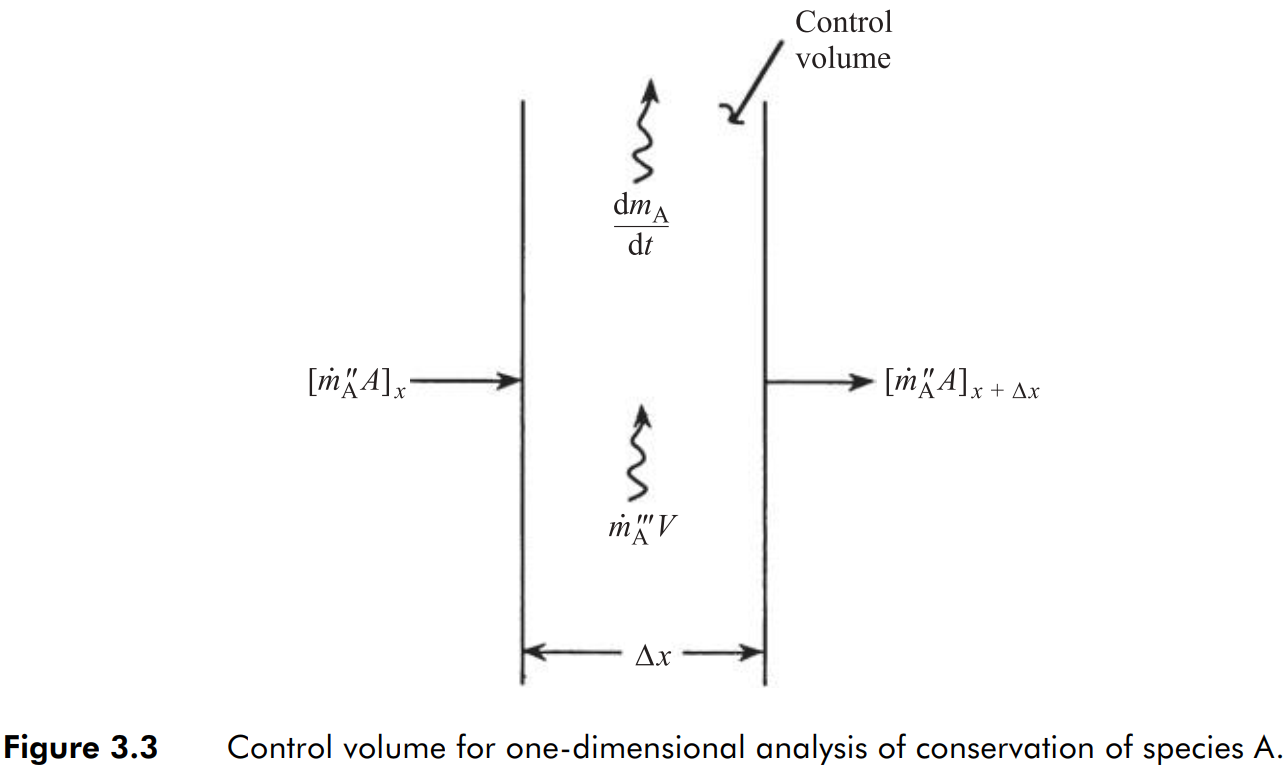 Control
volume
dm_A
dt
[ṁ″_A A]_x
[ṁ″_A A]_{x + Δx}
ṁ‴_A V
Δx
Figure 3.3 Control volume for one-dimensional analysis of conservation of species A.